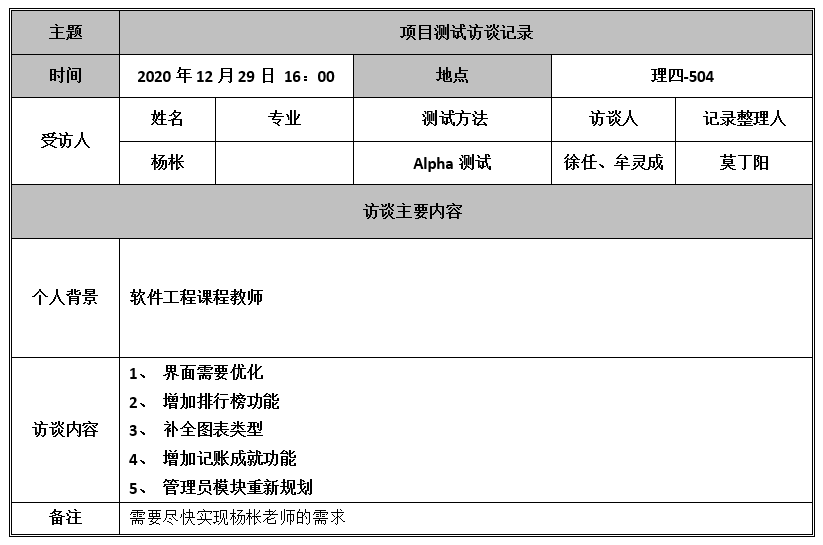 主题 项目测试访谈记录
时间 2020 年 12 月 29 日 16：00 地点 理四-504
受访人 姓名 专业 测试方法 访谈人 记录整理人
杨枨 Alpha 测试 徐任、牟灵成 莫丁阳
访谈主要内容
个人背景 软件工程课程教师
访谈内容
1、 界面需要优化
2、 增加排行榜功能
3、 补全图表类型
4、 增加记账成就功能
5、 管理员模块重新规划
备注 需要尽快实现杨枨老师的需求